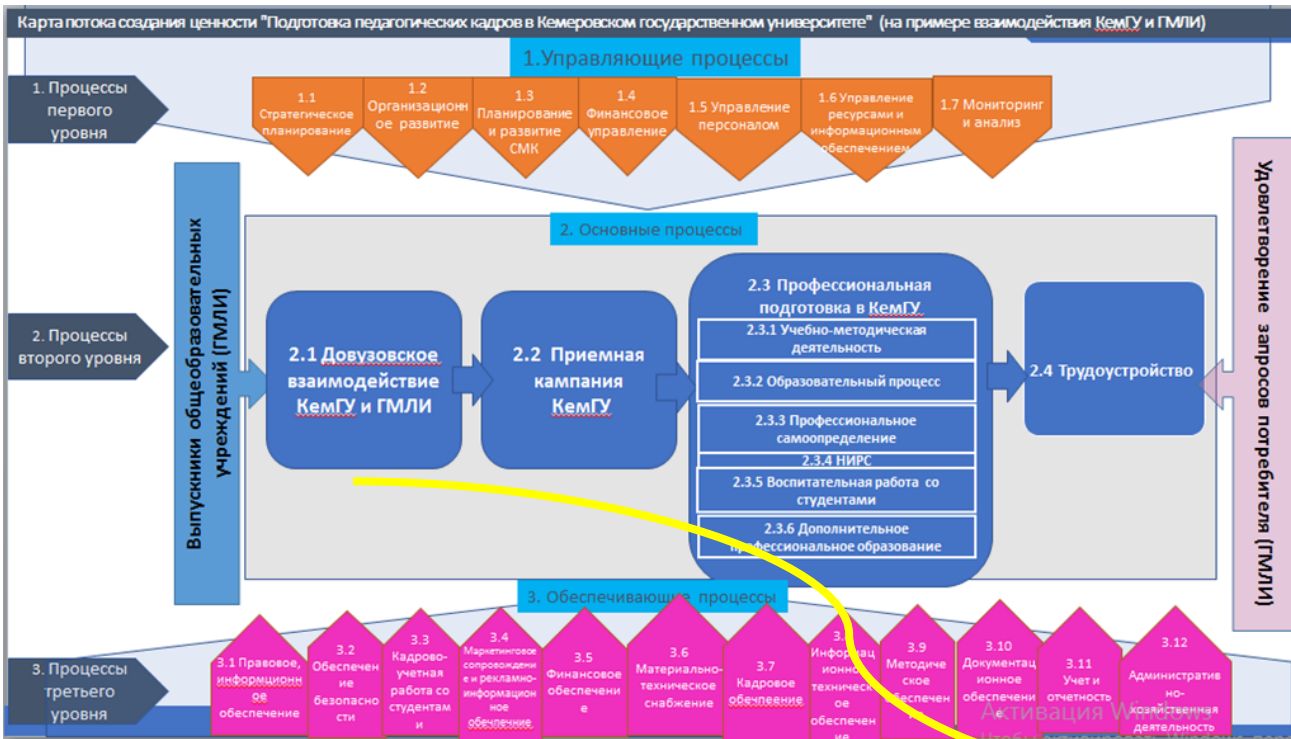 Карта потока создания ценности "Подготовка педагогических кадров в Кемеровском государственном университете" (на примере взаимодействия КемГУ и ГМЛИ)
1.Управляющие процессы
1. Процессы
первого
уровня
1.1
Стратегическое
планирование
1.2
Организационн
ое развитие
1.3
Планирование
и развитие
СМК
1.4
Финансовое
управление
1.5 Управление
персоналом
1.6 Управление
ресурсами и
информационным
обеспечением
1.7 Мониторинг
и анализ
2. Основные процессы
2. Процессы
второго уровня
Выпускники общеобразовательных
учреждений (ГМЛИ)
2.1 Довузовское
взаимодействие
КемГУ и ГМЛИ
2.2 Приемная
кампания
КемГУ
2.3 Профессиональная
подготовка в КемГУ
2.3.1 Учебно-методическая
деятельность
2.3.2 Образовательный процесс
2.3.3 Профессиональное
самоопределение
2.3.4 НИРС
2.3.5 Воспитательная работа со
студентами
2.3.6 Дополнительное
профессиональное образование
2.4 Трудоустройство
Удовлетворение запросов потребителя (ГМЛИ)
3. Обеспечивающие процессы
3. Процессы
третьего
уровня
3.1 Правовое,
информционн
ое
обеспечение
3.2
Обеспечен
ие
безопасно
сти
3.3
Кадрово-
учетная
работа со
студентам
и
3.4
Маркетинговое
сопровождени
е и рекламно-
информацион
ное
обечпечние
3.5
Финансовое
обеспечени
е
3.6
Материально-
техническое
снабжение
3.7
Кадровое
обечпеение
Информац
ионное
техническ
ое
обеспечен
ие
3.9
Методиче
ское
обеспечен
3.10
Документац
ионное
обеспечени
е
3.11
Учет и
отчетность
3.12
Административ
но-
хозяйственная
деятельность
Активация Windows